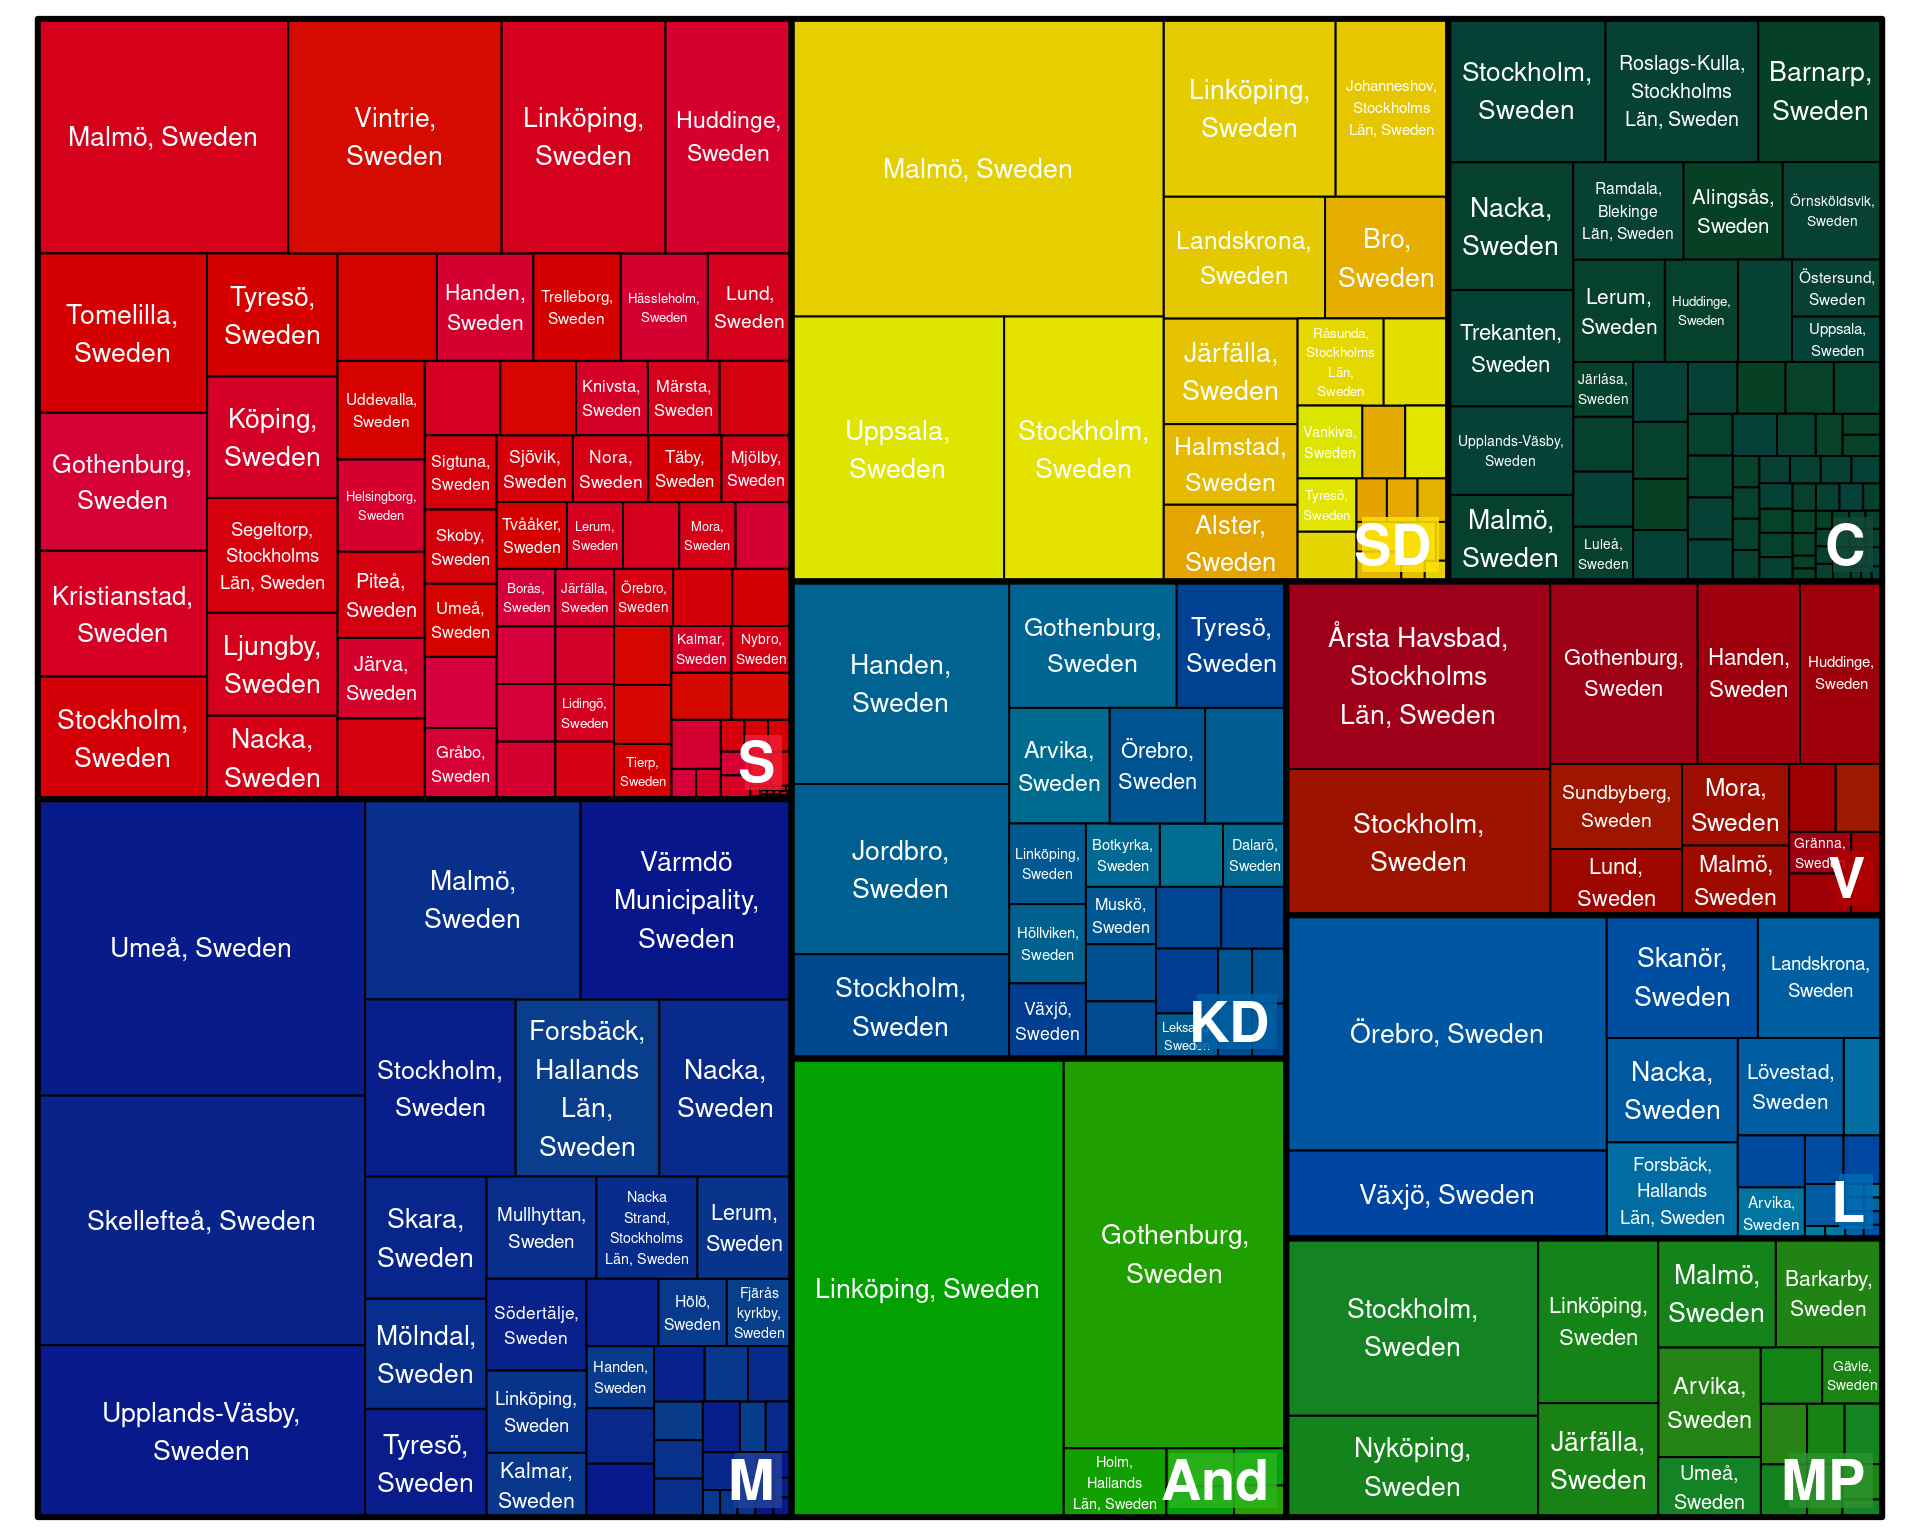 Malmö, Sweden
Vintrie,
Sweden
Linköping,
Sweden
Huddinge,
Sweden
Tomelilla,
Sweden
Gothenburg,
Sweden
Kristianstad,
Sweden
Stockholm,
Sweden
Tyresö,
Sweden
Köping,
Sweden
Segeltorp,
Stockholms
Län, Sweden
Ljungby,
Sweden
Nacka,
Sweden
Handen,
Sweden
Trelleborg,
Sweden
Hässleholm,
Sweden
Lund,
Sweden
Uddevalla,
Sweden
Helsingborg,
Sweden
Piteå,
Sweden
Järva,
Sweden
Knivsta,
Sweden
Märsta,
Sweden
Sigtuna,
Sweden
Sjövik,
Sweden
Nora,
Sweden
Täby,
Sweden
Mjölby,
Sweden
Skoby,
Sweden
Tvååker,
Sweden
Lerum,
Sweden
Mora,
Sweden
Umeå,
Sweden
Borås,
Sweden
Järfälla,
Sweden
Örebro,
Sweden
Kalmar,
Sweden
Nybro,
Sweden
Lidingö,
Sweden
Gråbo,
Sweden
Tierp,
Sweden
S
Umeå, Sweden
Skellefteå, Sweden
Upplands-Väsby,
Sweden
Malmö,
Sweden
Värmdö
Municipality,
Sweden
Stockholm,
Sweden
Forsbäck,
Hallands
Län,
Sweden
Nacka,
Sweden
Skara,
Sweden
Mölndal,
Sweden
Tyresö,
Sweden
Mullhyttan,
Sweden
Nacka
Strand,
Stockholms
Län, Sweden
Lerum,
Sweden
Södertälje,
Sweden
Hölö,
Sweden
Fjärås
kyrkby,
Sweden
Linköping,
Sweden
Handen,
Sweden
Kalmar,
Sweden
M
Malmö, Sweden
Uppsala,
Sweden
Stockholm,
Sweden
Linköping,
Sweden
Johanneshov,
Stockholms
Län, Sweden
Landskrona,
Sweden
Bro,
Sweden
Järfälla,
Sweden
Halmstad,
Sweden
Alster,
Sweden
Råsunda,
Stockholms
Län,
Sweden
Vankiva,
Sweden
Tyresö,
Sweden
SD
Stockholm,
Sweden
Roslags-Kulla,
Stockholms
Län, Sweden
Barnarp,
Sweden
Nacka,
Sweden
Trekanten,
Sweden
Upplands-Väsby,
Sweden
Malmö,
Sweden
Ramdala,
Blekinge
Län, Sweden
Alingsås,
Sweden
Örnsköldsvik,
Sweden
Lerum,
Sweden
Huddinge,
Sweden
Östersund,
Sweden
Uppsala,
Sweden
Järlåsa,
Sweden
Luleå,
Sweden
C
Handen,
Sweden
Jordbro,
Sweden
Stockholm,
Sweden
Gothenburg,
Sweden
Tyresö,
Sweden
Arvika,
Sweden
Örebro,
Sweden
Linköping,
Sweden
Botkyrka,
Sweden
Dalarö,
Sweden
Höllviken,
Sweden
Muskö,
Sweden
Växjö,
Sweden
Sweden
KD
Linköping, Sweden
Gothenburg,
Sweden
Holm,
Hallands
Län, Sweden
And
Årsta Havsbad,
Stockholms
Län, Sweden
Stockholm,
Sweden
Gothenburg,
Sweden
Handen,
Sweden
Huddinge,
Sweden
Sundbyberg,
Sweden
Lund,
Sweden
Mora,
Sweden
Malmö,
Sweden
Gränna,
V
Örebro, Sweden
Växjö, Sweden
Skanör,
Sweden
Landskrona,
Sweden
Nacka,
Sweden
Lövestad,
Sweden
Forsbäck,
Hallands
Län, Sweden
Arvika,
Sweden
L
Stockholm,
Sweden
Nyköping,
Sweden
Linköping,
Sweden
Järfälla,
Sweden
Malmö,
Sweden
Barkarby,
Sweden
Arvika,
Sweden
Gävle,
Sweden
Umeå,
Sweden
MP